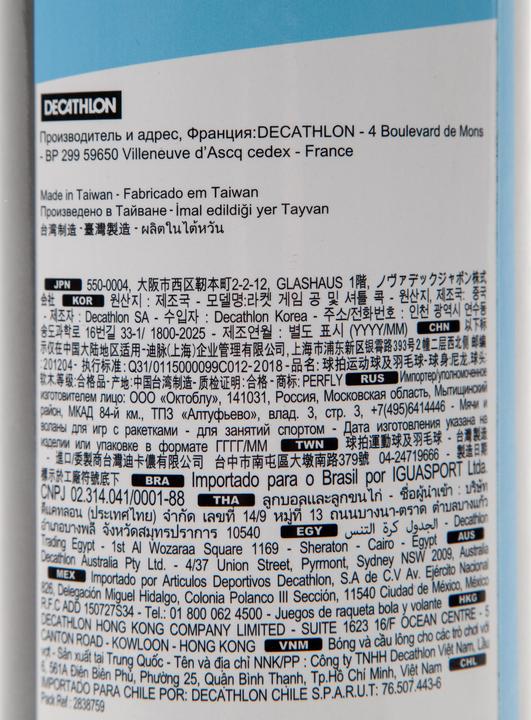 DECATHLON
Производитель и адрес, Франция:DECATHLON - 4 Boulevard de Mons
- BP 299 59650 Villeneuve d'Ascq cedex - France
Made in Taiwan - Fabricado em Taiwan
Произведено в Тайване - İmal edildiği yer Tayvan
台湾制造 - 臺灣製造 - ผลิตในไต้หวัน
JPN 550-0004, 大阪市西区靭本町2-2-12, GLASHAUS 1階, ノヴァデックジャポン株式
会社 KOR 원산지 : 제조국 - 모델명:라켓 게임 공 및 셔틀 콕 - 원산지, 제조국: 중국
- 제조자 : Decathlon SA - 수입자 : Decathlon Korea - 주소/전화번호 : 인천 광역시 연수동
송도과학로 16번길 33-1/ 1800-2025 - 제조연월 : 별도 표시 (YYYY/MM) CHN 以下标
示仅在中国大陆地区适用-迪脉(上海)企业管理有限公司, 上海市浦东新区银霄路393号2幢二层西北侧 邮编
:201204 - 执行标准: Q31/0115000099C012-2018 - 品名: 球拍运动球及羽毛球-球身:尼龙,球头:
软木,等级:合格品- 产地:中国台湾制造- 质检证明:合格 - 商标: PERFLY RUS Импортер/уполномоченное
изготовителем лицо: ООО «Октоблу», 141031, Россия, Московская область, Мытищинский
район, МКАД 84-й км., ТПЗ «Алтуфьево», влад. 3, стр. 3, +7(495)6414446 - Мячи и
воланы для игр с ракетками - для занятий спортом - Дата изготовления указана на
изделии или упаковке в формате ГГГГ/ММ TWN 球拍運動球及羽毛球 - 台灣製造
- 進口/委製商台灣迪卡儂有限公司 台中市南屯區大墩南路379號 04-24719666 - 製造日期
標示於工廠符號底下 BRA Importado para o Brasil por IGUASPORT Ltda.
CNPJ 02.314.041/0001-88 THA ลูกบอลและลูกขนไก่ - ชื่อผู้นำเข้า : บริษัท
ดีแคทลอน (ประเทศไทย) จำกัด เลขที่ 14/9 หมู่ที่ 13 ถนนบางนา-ตราด ตำบลบางแก้ว
อำเภอบางพลี จังหวัดสมุทรปราการ 10540 EGY الجدول كرة التنس - Decathlon
Trading Egypt - 1st Al Wozaraa Square 1169 - Sheraton - Cairo - Egypt AUS
Decathlon Australia Pty Ltd. - 4/37 Union Street, Pyrmont, Sydney NSW 2009, Australia
MEX Importado por Articulos Deportivos Decathlon, S.A de C.V Av. Ejército Nacional
826, Delegación Miguel Hidalgo, Colonia Polanco III Sección, 11540 Ciudad de México, México
R.F.C ADD 150727S34 - Tel.: 01 800 062 4500 - Juegos de raqueta bola y volante HKG
DECATHLON HONG KONG COMPANY LIMITED - SUITE 1623 16/F OCEAN CENTRE - 5
CANTON ROAD - KOWLOON - HONG KONG VNM Bóng và cầu lông cho các trò chơi với
vợt - Sản xuất tại Trung Quốc - Tên và địa chỉ NNK/PP : Công ty TNHH Decathlon Việt Nam, Lầu
6, 561A Điện Biên Phủ, Phường 25, Quận Bình Thạnh, Tp.Hồ Chí Minh, Việt Nam CHL
IMPORTADO PARA CHILE POR: DECATHLON CHILE S.P.A R.U.T: 76.507.443-6
Pack Ref : 2838759